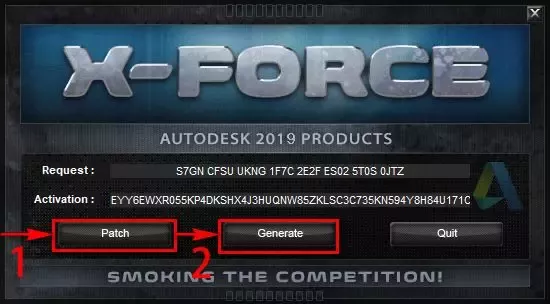 X-FORCE
AUTODESK 2019 PRODUCTS
Request : S7GN CFSU UKNG 1F7C 2E2F ES02 5T0S 0JTZ
Activation : EYY6EWXR055KP4DKSHX4J3HUQNW85ZKLSC3C735KN594Y8H84U171C
1 Patch 2 Generate Quit
SMOKING THE COMPETITION!